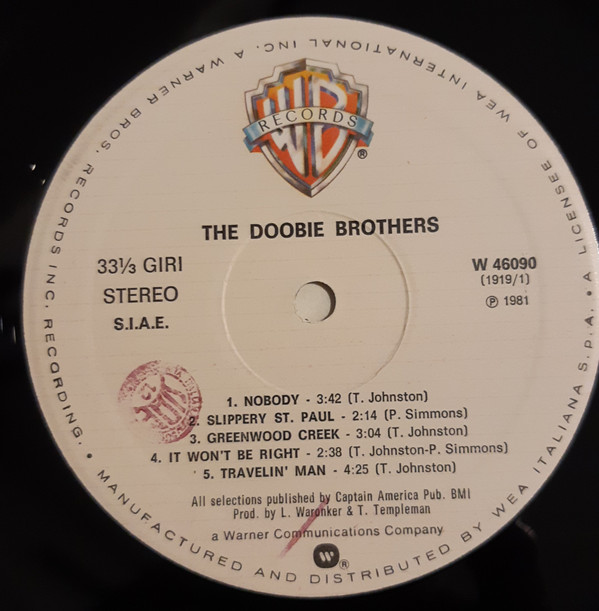 RECORDS
®
THE DOOBIE BROTHERS
33⅓ GIRI
STEREO
S.I.A.E.
W 46090
(1919/1)
℗ 1981
1. NOBODY - 3:42 (T. Johnston)
2. SLIPPERY ST. PAUL - 2:14 (P. Simmons)
3. GREENWOOD CREEK - 3:04 (T. Johnston)
4. IT WON'T BE RIGHT - 2:38 (T. Johnston-P. Simmons)
5. TRAVELIN' MAN - 4:25 (T. Johnston)
All selections published by Captain America Pub. BMI
Prod. by L. Waronker & T. Templeman
a Warner Communications Company
®
• MANUFACTURED AND DISTRIBUTED BY WEA ITALIANA S.p.A. • A LICENSEE OF WEA INTERNATIONAL INC. A WARNER BROS. RECORDS INC. RECORDING.